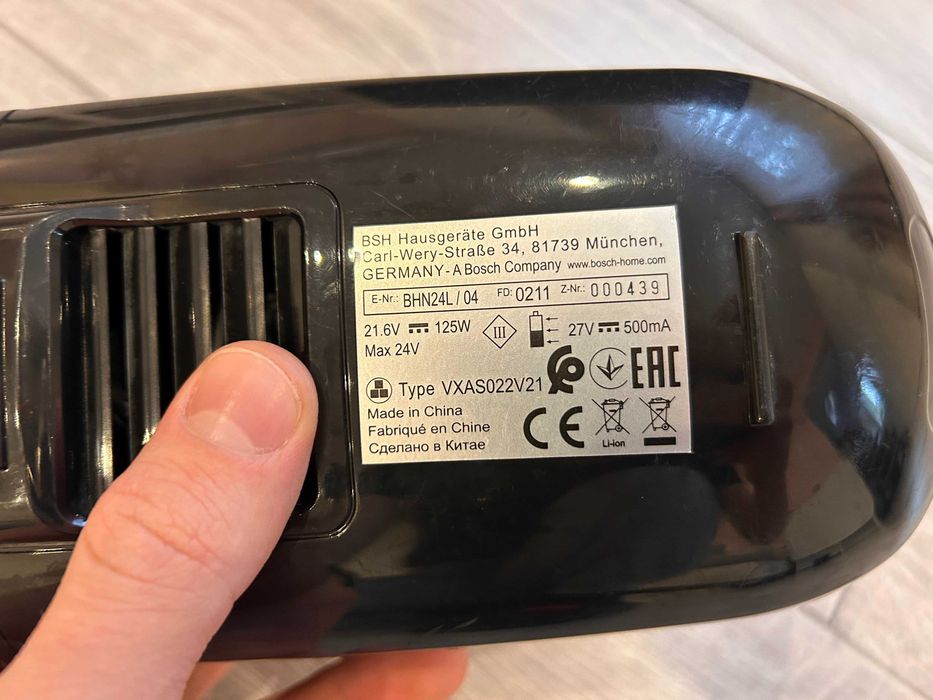 BSH Hausgeräte GmbH
Carl-Wery-Straße 34, 81739 München,
GERMANY - A Bosch Company www.bosch-home.com
E-Nr.: BHN24L / 04 FD: 0211 Z-Nr.: 000439
21.6V 125W III 27V 500mA
Max 24V
Type VXAS022V21 EAC
Made in China
Fabriqué en Chine CE Li-ion
Сделано в Китае